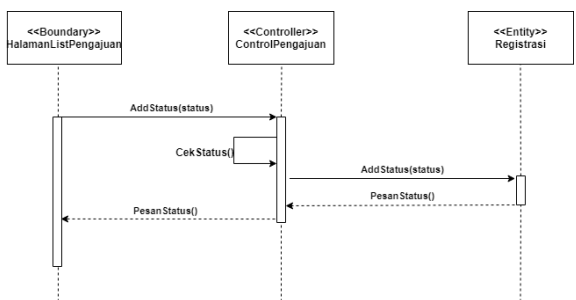 <<Boundary>>
HalamanListPengajuan
<<Controller>>
ControlPengajuan
<<Entity>>
Registrasi
AddStatus(status)
CekStatus()
AddStatus(status)
PesanStatus()
PesanStatus()